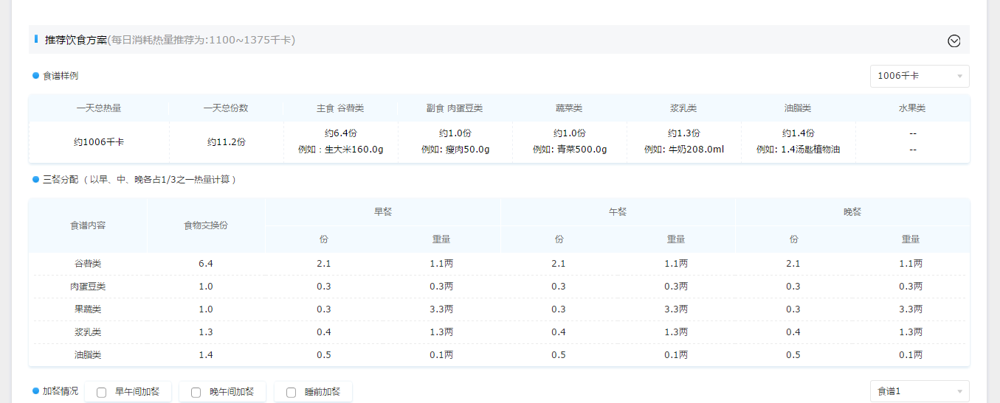 推荐饮食方案(每日消耗热量推荐为:1100~1375千卡)
食谱样例 1006千卡
一天总热量 一天总份数 主食 谷莙类 副食 肉蛋豆类 蔬菜类 浆乳类 油脂类 水果类
约1006千卡 约11.2份 约6.4份 约1.0份 约1.0份 约1.3份 约1.4份 --
例如：生大米160.0g 例如: 瘦肉50.0g 例如: 青菜500.0g 例如: 牛奶208.0ml 例如: 1.4汤匙植物油 --
三餐分配 （ 以早、中、晚各占1/3之一热量计算 ）
食谱内容 食物交换份 早餐 午餐 晚餐
份 重量 份 重量 份 重量
谷莙类 6.4 2.1 1.1两 2.1 1.1两 2.1 1.1两
肉蛋豆类 1.0 0.3 0.3两 0.3 0.3两 0.3 0.3两
果蔬类 1.0 0.3 3.3两 0.3 3.3两 0.3 3.3两
浆乳类 1.3 0.4 1.3两 0.4 1.3两 0.4 1.3两
油脂类 1.4 0.5 0.1两 0.5 0.1两 0.5 0.1两
加餐情况 早午间加餐 晚午间加餐 睡前加餐 食谱1